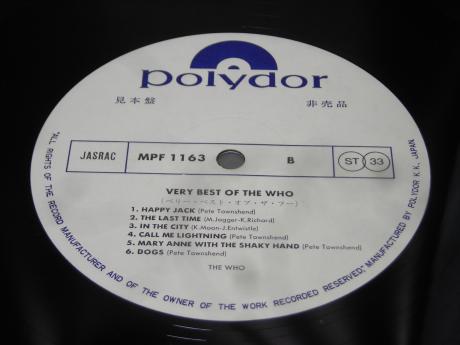 polydor
見本盤 非売品
JASRAC MPF 1163 B ST 33
VERY BEST OF THE WHO
(ベリー・ベスト・オブ・ザ・フー)
1. HAPPY JACK (Pete Townshend)
2. THE LAST TIME (M.Jagger-K.Richard)
3. IN THE CITY (K.Moon-J.Entwistle)
4. CALL ME LIGHTNING (Pete Townshend)
5. MARY ANNE WITH THE SHAKY HAND (Pete Townshend)
6. DOGS (Pete Townshend)
THE WHO
"ALL RIGHTS OF THE RECORD MANUFACTURER AND OF THE OWNER OF THE WORK RECORDED RESERVED" MANUFACTURED BY POLYDOR K.K., JAPAN